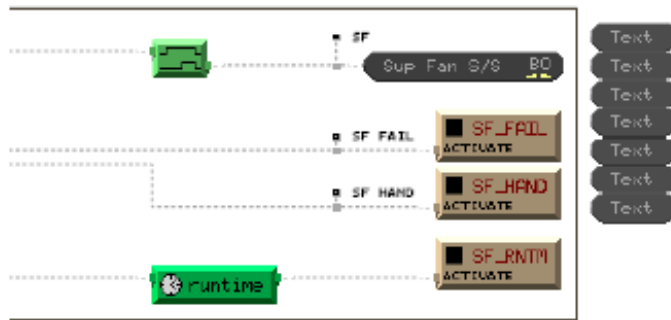 SF
Sup Fan S/S BO
SF FAIL
SF_FAIL
ACTIVATE
SF HAND
SF_HAND
ACTIVATE
runtime
SF_RNTM
ACTIVATE
Text
Text
Text
Text
Text
Text
Text